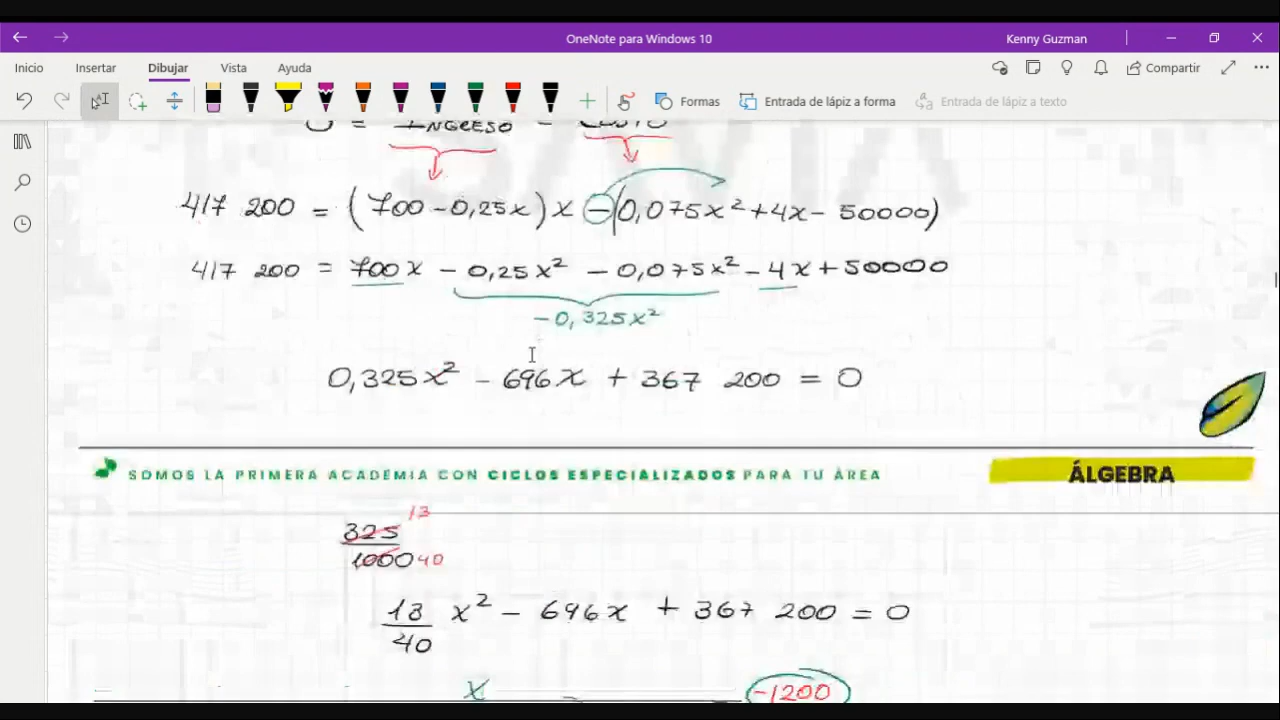 OneNote para Windows 10
Kenny Guzman
Inicio Insertar Dibujar Vista Ayuda
Compartir
Formas Entrada de lápiz a forma Entrada de lápiz a texto
U = INGRESO - COSTO
417 200 = (700 - 0,25x) x - (0,075x² + 4x - 50000)
417 200 = 700x - 0,25x² - 0,075x² - 4x + 50000
- 0,325x²
0,325x² - 696x + 367 200 = 0
SOMOS LA PRIMERA ACADEMIA CON CICLOS ESPECIALIZADOS PARA TU ÁREA
ÁLGEBRA
325 13
1000 40
13/40 x² - 696x + 367 200 = 0
x -1200